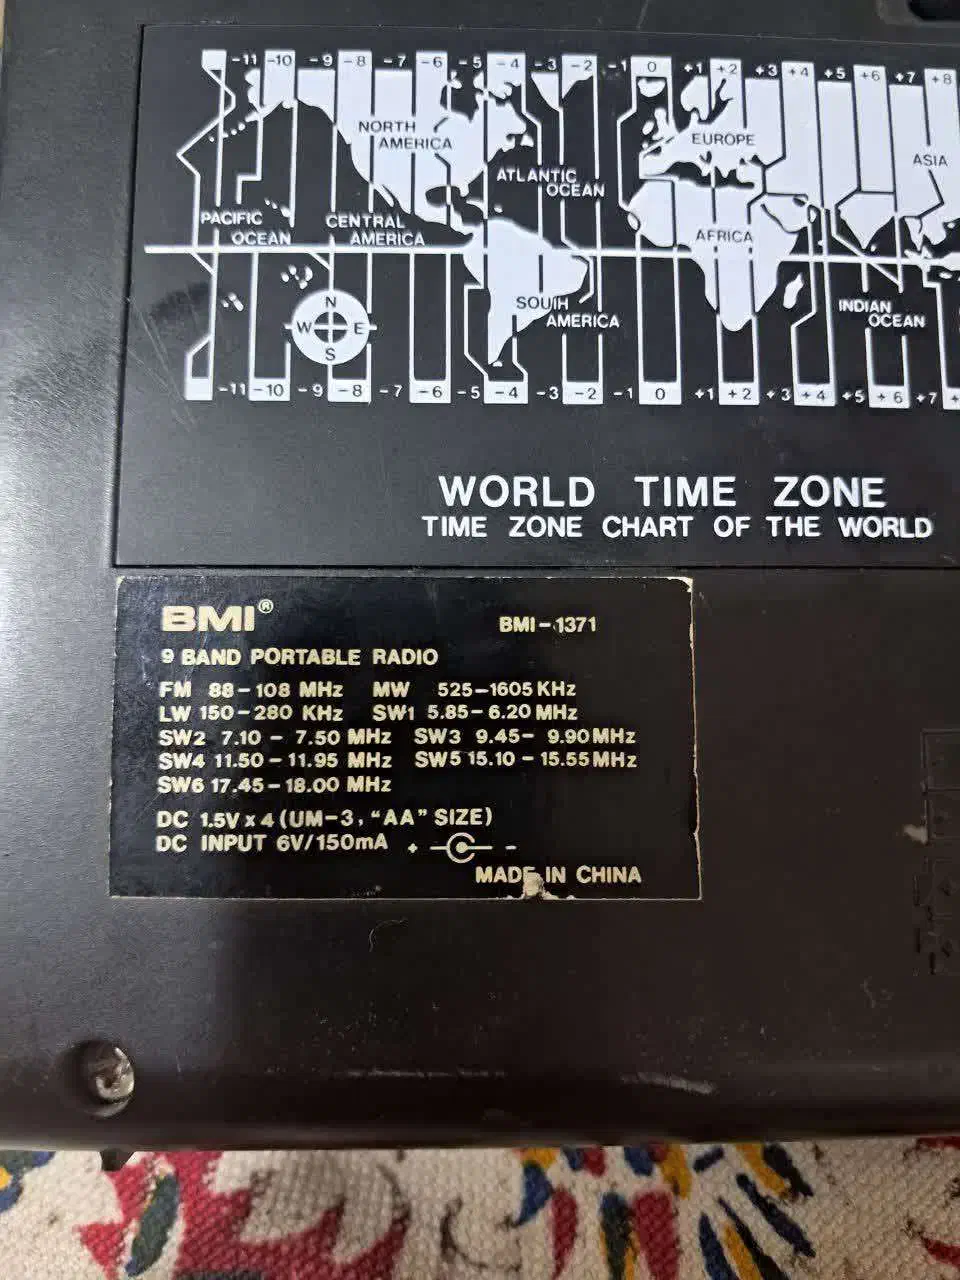 -11 -10 -9 -8 -7 -6 -5 -4 -3 -2 -1 0 +1 +2 +3 +4 +5 +6 +7 +8
NORTH
AMERICA
EUROPE
ASIA
ATLANTIC
OCEAN
PACIFIC
OCEAN
CENTRAL
AMERICA
AFRICA
N
W E
S
SOUTH
AMERICA
INDIAN
OCEAN
-11 -10 -9 -8 -7 -6 -5 -4 -3 -2 -1 0 +1 +2 +3 +4 +5 +6 +7
WORLD TIME ZONE
TIME ZONE CHART OF THE WORLD
BMI® BMI-1371
9 BAND PORTABLE RADIO
FM 88-108 MHz MW 525-1605 KHz
LW 150-280 KHz SW1 5.85-6.20 MHz
SW2 7.10 - 7.50 MHz SW3 9.45- 9.90 MHz
SW4 11.50-11.95 MHz SW5 15.10-15.55 MHz
SW6 17.45-18.00 MHz
DC 1.5V x 4 (UM-3, "AA" SIZE)
DC INPUT 6V/150mA + -
MADE IN CHINA